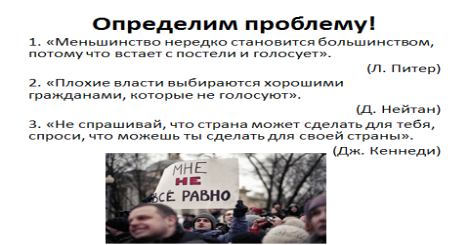 Определим проблему!
1. «Меньшинство нередко становится большинством,
потому что встает с постели и голосует».
(Л. Питер)
2. «Плохие власти выбираются хорошими
гражданами, которые не голосуют».
(Д. Нейтан)
3. «Не спрашивай, что страна может сделать для тебя,
спроси, что можешь ты сделать для своей страны».
(Дж. Кеннеди)
МНЕ
НЕ
ВСЁ РАВНО